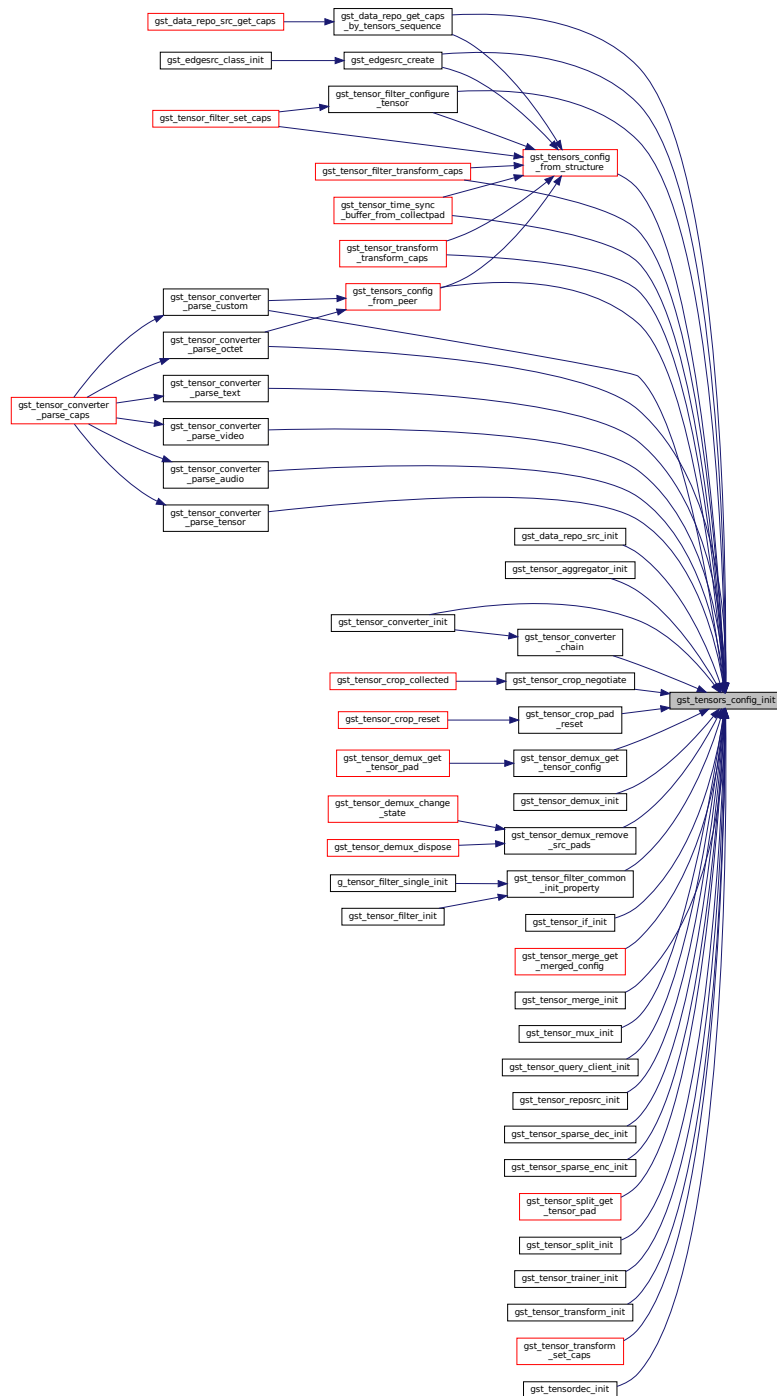 gst_data_repo_src_get_caps
gst_data_repo_get_caps
_by_tensors_sequence
gst_edgesrc_class_init
gst_edgesrc_create
gst_tensor_filter_configure
_tensor
gst_tensor_filter_set_caps
gst_tensors_config
_from_structure
gst_tensor_filter_transform_caps
gst_tensor_time_sync
_buffer_from_collectpad
gst_tensor_transform
_transform_caps
gst_tensors_config
_from_peer
gst_tensor_converter
_parse_custom
gst_tensor_converter
_parse_octet
gst_tensor_converter
_parse_text
gst_tensor_converter
_parse_caps
gst_tensor_converter
_parse_video
gst_tensor_converter
_parse_audio
gst_tensor_converter
_parse_tensor
gst_data_repo_src_init
gst_tensor_aggregator_init
gst_tensor_converter_init
gst_tensor_converter
_chain
gst_tensor_crop_collected
gst_tensor_crop_negotiate
gst_tensors_config_init
gst_tensor_crop_reset
gst_tensor_crop_pad
_reset
gst_tensor_demux_get
_tensor_pad
gst_tensor_demux_get
_tensor_config
gst_tensor_demux_init
gst_tensor_demux_change
_state
gst_tensor_demux_remove
_src_pads
gst_tensor_demux_dispose
g_tensor_filter_single_init
gst_tensor_filter_common
_init_property
gst_tensor_filter_init
gst_tensor_if_init
gst_tensor_merge_get
_merged_config
gst_tensor_merge_init
gst_tensor_mux_init
gst_tensor_query_client_init
gst_tensor_reposrc_init
gst_tensor_sparse_dec_init
gst_tensor_sparse_enc_init
gst_tensor_split_get
_tensor_pad
gst_tensor_split_init
gst_tensor_trainer_init
gst_tensor_transform_init
gst_tensor_transform
_set_caps
gst_tensordec_init